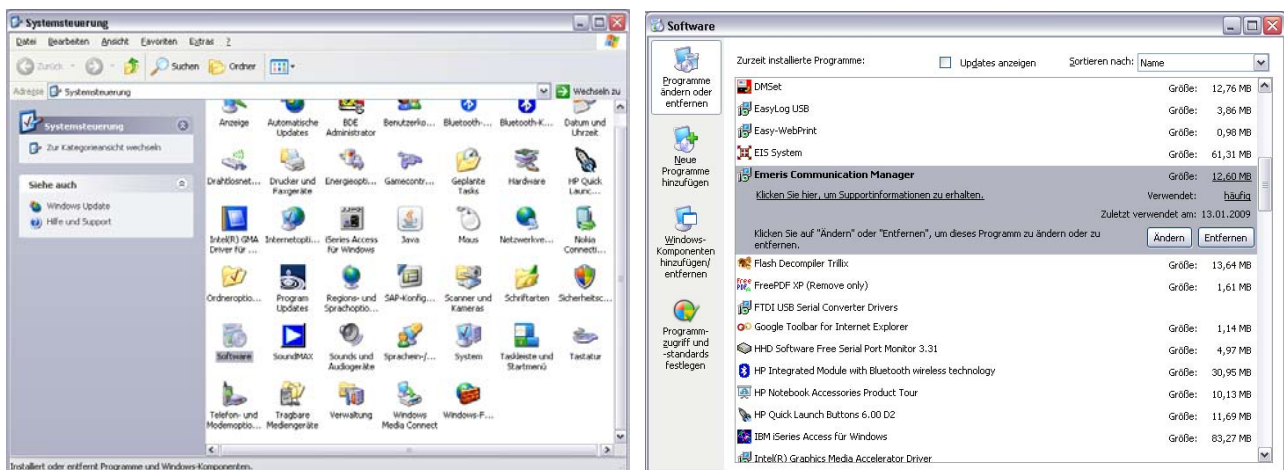 Systemsteuerung
Datei Bearbeiten Ansicht Favoriten Extras ?
Zurück Suchen Ordner
Adresse Systemsteuerung Wechseln zu
Systemsteuerung
Zur Kategorieansicht wechseln
Siehe auch
Windows Update
Hilfe und Support
Anzeige Automatische Updates BDE Administrator Benutzerko... Bluetooth-... Bluetooth-K... Datum und Uhrzeit
Drahtlosnet... Drucker und Faxgeräte Energieopti... Gamecontr... Geplante Tasks Hardware HP Quick Launc...
Intel(R) GMA Driver für ... Internetopti... iSeries Access für Windows Java Maus Netzwerkve... Nokia Connecti...
Ordneroptio... Program Updates Regions- und Sprachoptio... SAP-Konfig... Scanner und Kameras Schriftarten Sicherheitsc...
Software SoundMAX Sounds und Audiogeräte Sprachein-/... System Taskleiste und Startmenü Tastatur
Telefon- und Modemoptio... Tragbare Mediengeräte Verwaltung Windows Media Connect Windows-F...
Installiert oder entfernt Programme und Windows-Komponenten.
Software
Programme
ändern oder
entfernen
Neue
Programme
hinzufügen
Windows-
Komponenten
hinzufügen/
entfernen
Programm-
zugriff und
-standards
festlegen
Zurzeit installierte Programme: Updates anzeigen Sortieren nach: Name
DMSet Größe: 12,76 MB
EasyLog USB Größe: 3,86 MB
Easy-WebPrint Größe: 0,98 MB
EIS System Größe: 61,31 MB
Emeris Communication Manager Größe: 12,60 MB
Klicken Sie hier, um Supportinformationen zu erhalten. Verwendet: häufig
Zuletzt verwendet am: 13.01.2009
Klicken Sie auf "Ändern" oder "Entfernen", um dieses Programm zu ändern oder zu
entfernen. Ändern Entfernen
Flash Decompiler Trillix Größe: 13,64 MB
FreePDF XP (Remove only) Größe: 1,61 MB
FTDI USB Serial Converter Drivers
Google Toolbar for Internet Explorer Größe: 1,14 MB
HHD Software Free Serial Port Monitor 3.31 Größe: 4,97 MB
HP Integrated Module with Bluetooth wireless technology Größe: 30,95 MB
HP Notebook Accessories Product Tour Größe: 10,13 MB
HP Quick Launch Buttons 6.00 D2 Größe: 11,69 MB
IBM iSeries Access für Windows Größe: 83,27 MB
Intel(R) Graphics Media Accelerator Driver